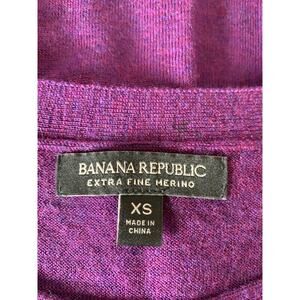 BANANA REPUBLIC
EXTRA FINE MERINO
XS
MADE IN
CHINA